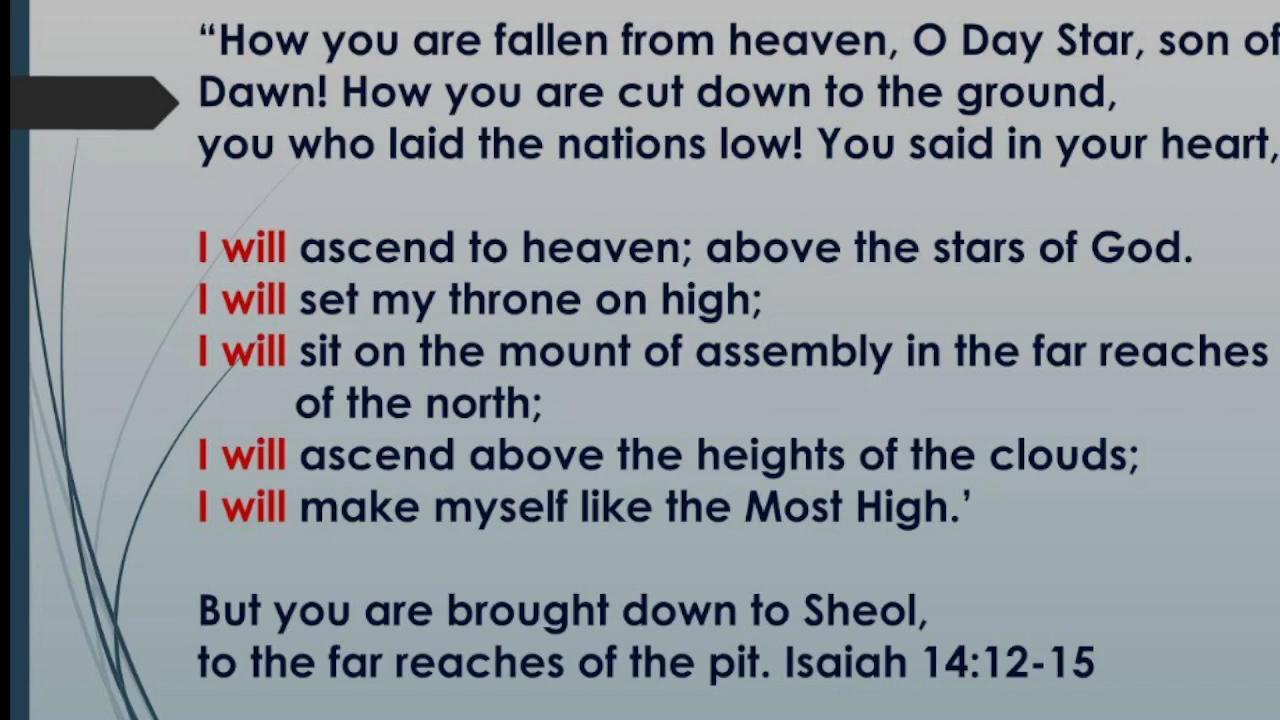 “How you are fallen from heaven, O Day Star, son of
Dawn! How you are cut down to the ground,
you who laid the nations low! You said in your heart,
I will ascend to heaven; above the stars of God.
I will set my throne on high;
I will sit on the mount of assembly in the far reaches
of the north;
I will ascend above the heights of the clouds;
I will make myself like the Most High.’
But you are brought down to Sheol,
to the far reaches of the pit. Isaiah 14:12-15